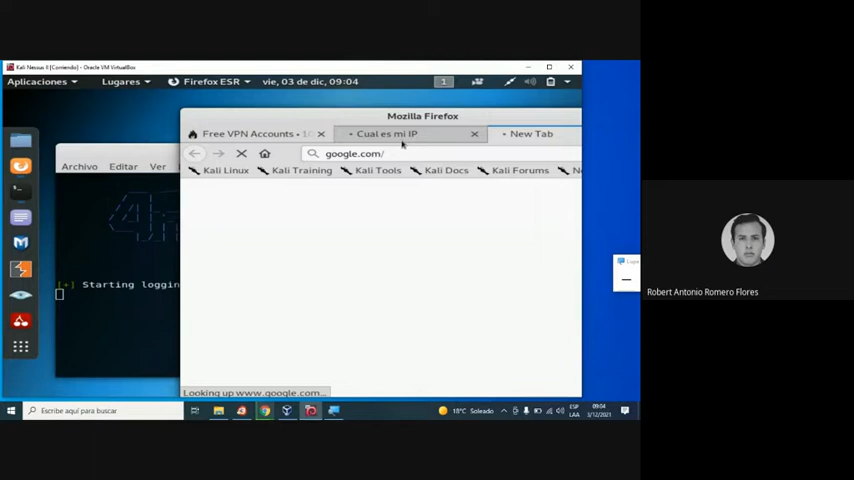 Kali Nessus II [Corriendo] - Oracle VM VirtualBox
Aplicaciones
Lugares
Firefox ESR
vie, 03 de dic, 09:04
1
Mozilla Firefox
Free VPN Accounts • 1
Cual es mi IP
New Tab
google.com/
Archivo Editar Ver
Kali Linux
Kali Training
Kali Tools
Kali Docs
Kali Forums
[+] Starting loggin
Lupa
Robert Antonio Romero Flores
Looking up www.google.com...
Escribe aquí para buscar
18°C Soleado
ESP
LAA
09:04
3/12/2021